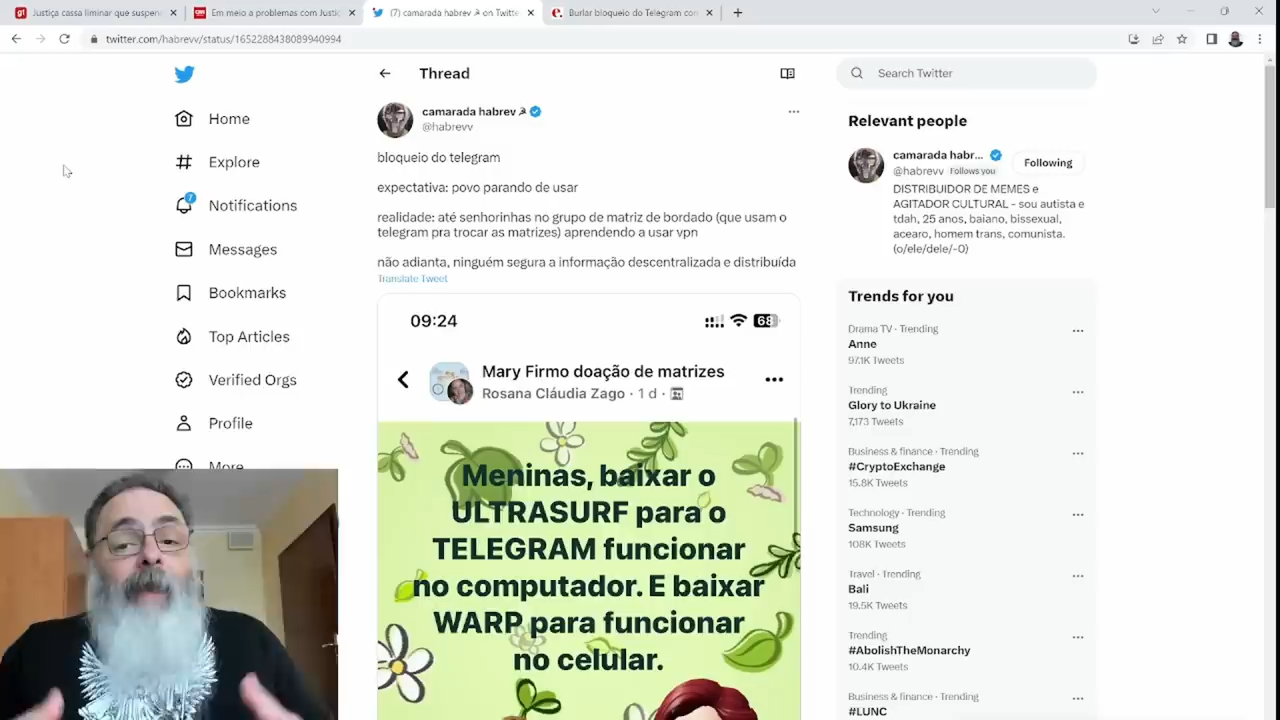 Justiça cassa liminar que suspen
Em meio a problemas com Justiç
(7) camarada habrev on Twitte
Burlar bloqueio do Telegram con
twitter.com/habrevv/status/1652288438089940994
Home
Explore
7
Notifications
Messages
Bookmarks
Top Articles
Verified Orgs
Profile
More
Thread
camarada habrev
@habrevv
bloqueio do telegram
expectativa: povo parando de usar
realidade: até senhorinhas no grupo de matriz de bordado (que usam o
telegram pra trocar as matrizes) aprendendo a usar vpn
não adianta, ninguém segura a informação descentralizada e distribuída
Translate Tweet
09:24
68
Mary Firmo doação de matrizes
Rosana Cláudia Zago · 1 d ·
Meninas, baixar o
ULTRASURF para o
TELEGRAM funcionar
no computador. E baixar
WARP para funcionar
no celular.
Search Twitter
Relevant people
camarada habr...
Following
@habrevv Follows you
DISTRIBUIDOR DE MEMES e
AGITADOR CULTURAL - sou autista e
tdah, 25 anos, baiano, bissexual,
acearo, homem trans, comunista.
(o/ele/dele/-0)
Trends for you
Drama TV · Trending
Anne
97.1K Tweets
Trending
Glory to Ukraine
7,173 Tweets
Business & finance · Trending
#CryptoExchange
15.8K Tweets
Technology · Trending
Samsung
108K Tweets
Travel · Trending
Bali
19.5K Tweets
Trending
#AbolishTheMonarchy
10.4K Tweets
Business & finance · Trending
#LUNC